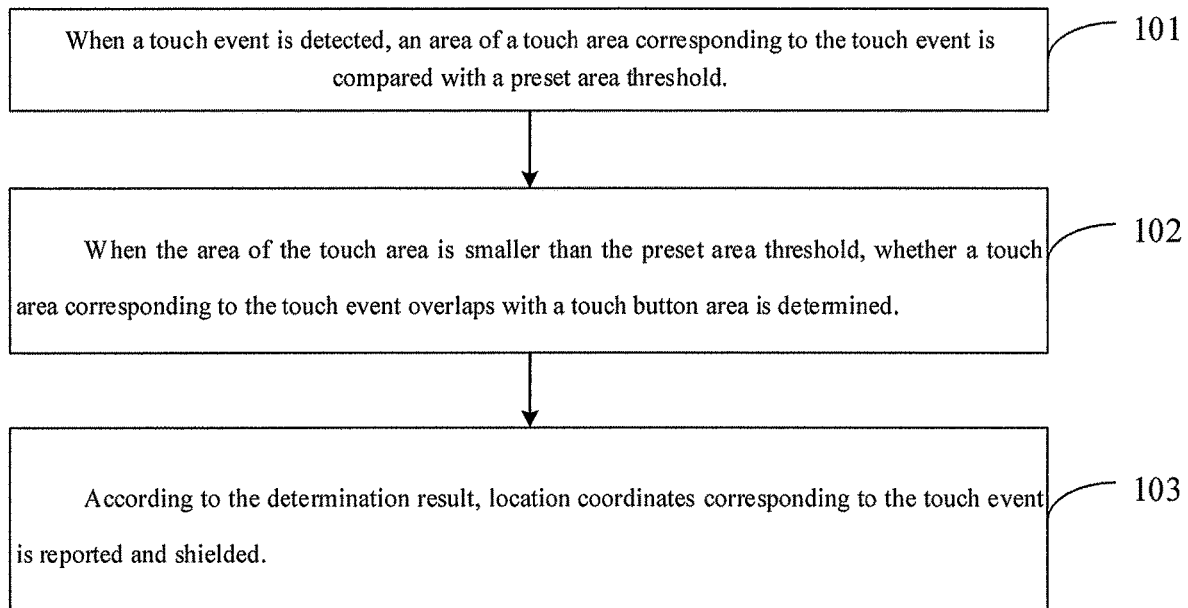 When a touch event is detected, an area of a touch area corresponding to the touch event is
compared with a preset area threshold.
101
When the area of the touch area is smaller than the preset area threshold, whether a touch
area corresponding to the touch event overlaps with a touch button area is determined.
102
According to the determination result, location coordinates corresponding to the touch event
is reported and shielded.
103